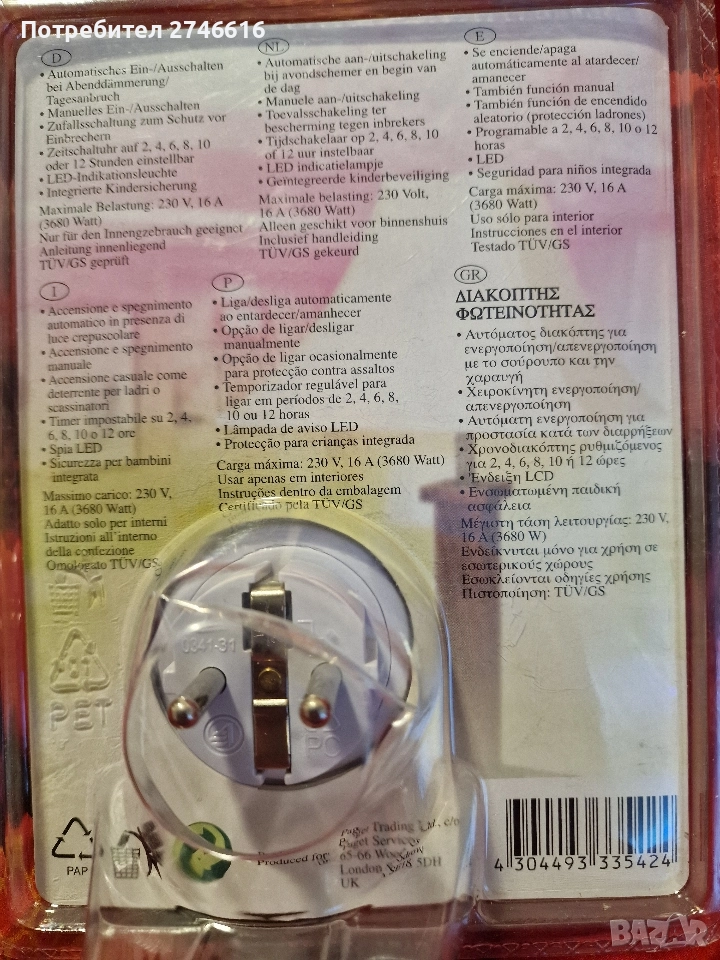 Потребител 2746616
D
• Automatisches Ein-/Ausschalten
bei Abenddämmerung/
Tagesanbruch
• Manuelles Ein-/Ausschalten
• Zufallsschaltung zum Schutz vor
Einbrechern
• Zeitschaltuhr auf 2, 4, 6, 8, 10
oder 12 Stunden einstellbar
• LED-Indikationsleuchte
• Integrierte Kindersicherung
Maximale Belastung: 230 V, 16 A
(3680 Watt)
Nur für den Innengzebrauch geeignet
Anleitung innenliegend
TÜV/GS geprüft
NL
• Automatische aan-/uitschakeling
bij avondschemer en begin van
de dag
• Manuele aan-/uitschakeling
• Toevalsschakeling ter
bescherming tegen inbrekers
• Tijdschakelaar op 2, 4, 6, 8, 10
of 12 uur instelbaar
• LED indicatielampje
• Geïntegreerde kinderbeveiliging
Maximale belasting: 230 Volt,
16 A (3680 Watt)
Alleen geschikt voor binnenshuis
Inclusief handleiding
TÜV/GS gekeurd
E
• Se enciende/apaga
automáticamente al atardecer/
amanecer
• También función manual
• También función de encendido
aleatorio (protección ladrones)
• Programable a 2, 4, 6, 8, 10 o 12
horas
• LED
• Seguridad para niños integrada
Carga máxima: 230 V, 16 A
(3680 Watt)
Uso sólo para interior
Instrucciones en el interior
Testado TÜV/GS
I
• Accensione e spegnimento
automatico in presenza di
luce crepuscolare
• Accensione e spegnimento
manuale
• Accensione casuale come
deterrente per ladri o
scassinatori
• Timer impostabile su 2, 4,
6, 8, 10 o 12 ore
• Spia LED
• Sicurezza per bambini
integrata
Massimo carico: 230 V,
16 A (3680 Watt)
Adatto solo per interni
Istruzioni all'interno
della confezione
Omologato TÜV/GS
P
• Liga/desliga automaticamente
ao entardecer/amanhecer
• Opção de ligar/desligar
manualmente
• Opção de ligar ocasionalmente
para protecção contra assaltos
• Temporizador regulável para
ligar em períodos de 2, 4, 6, 8,
10 ou 12 horas
• Lâmpada de aviso LED
• Protecção para crianças integrada
Carga máxima: 230 V, 16 A (3680 Watt)
Usar apenas em interiores
Instruções dentro da embalagem
Certificado pela TÜV/GS
GR
ΔΙΑΚΟΠΤΗΣ
ΦΩΤΕΙΝΟΤΗΤΑΣ
• Αυτόματος διακόπτης για
ενεργοποίηση/απενεργοποίηση
με το σούρουπο και την
χαραυγή
• Χειροκίνητη ενεργοποίηση/
απενεργοποίηση
• Αυτόματη ενεργοποίηση για
προστασία κατά των διαρρήξεων
• Χρονοδιακόπτης ρυθμιζόμενος
για 2, 4, 6, 8, 10 ή 12 ώρες
• Ένδειξη LCD
• Ενσωματωμένη παιδική
ασφάλεια
Μέγιστη τάση λειτουργίας: 230 V,
16 A (3680 W)
Ενδείκνυται μόνο για χρήση σε
εσωτερικούς χώρους
Εσωκλείονται οδηγίες χρήσης
Πιστοποίηση: TÜV/GS
0341-31
PC
PET
PAP
Produced for:
Paget Trading Ltd., c/o
Paget Services
65-66
London 5DH
UK
4 304493 335424
BAZAR